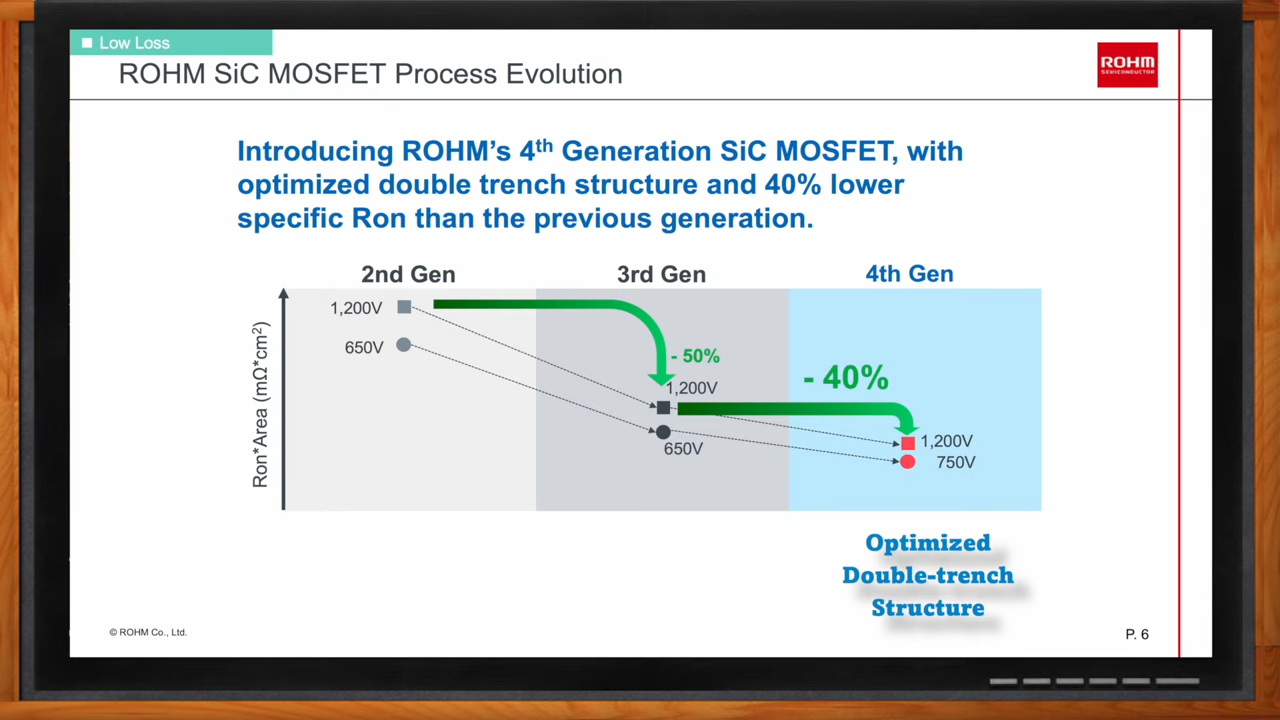 Low Loss
ROHM SiC MOSFET Process Evolution
ROHM
SEMICONDUCTOR
Introducing ROHM's 4th Generation SiC MOSFET, with
optimized double trench structure and 40% lower
specific Ron than the previous generation.
2nd Gen
3rd Gen
4th Gen
Ron*Area (mΩ*cm²)
1,200V
650V
- 50%
1,200V
650V
- 40%
1,200V
750V
Optimized
Double-trench
Structure
© ROHM Co., Ltd.
P. 6